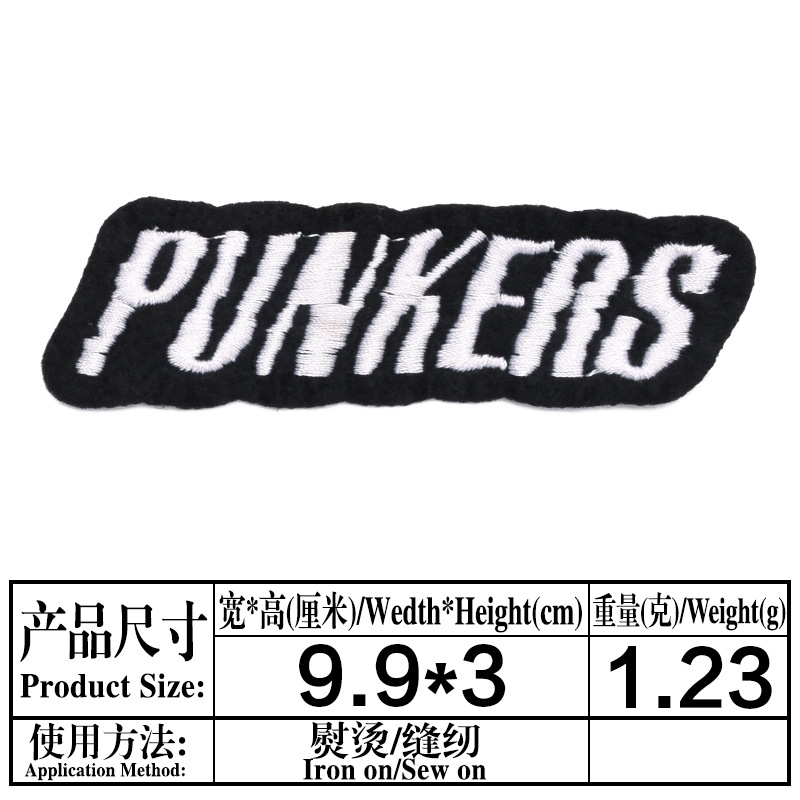 PUNKERS
产品尺寸
Product Size:
宽*高(厘米)/Wedth*Height(cm)
重量(克)/Weight(g)
9.9*3
1.23
使用方法:
Application Method:
熨烫/缝纫
Iron on/Sew on